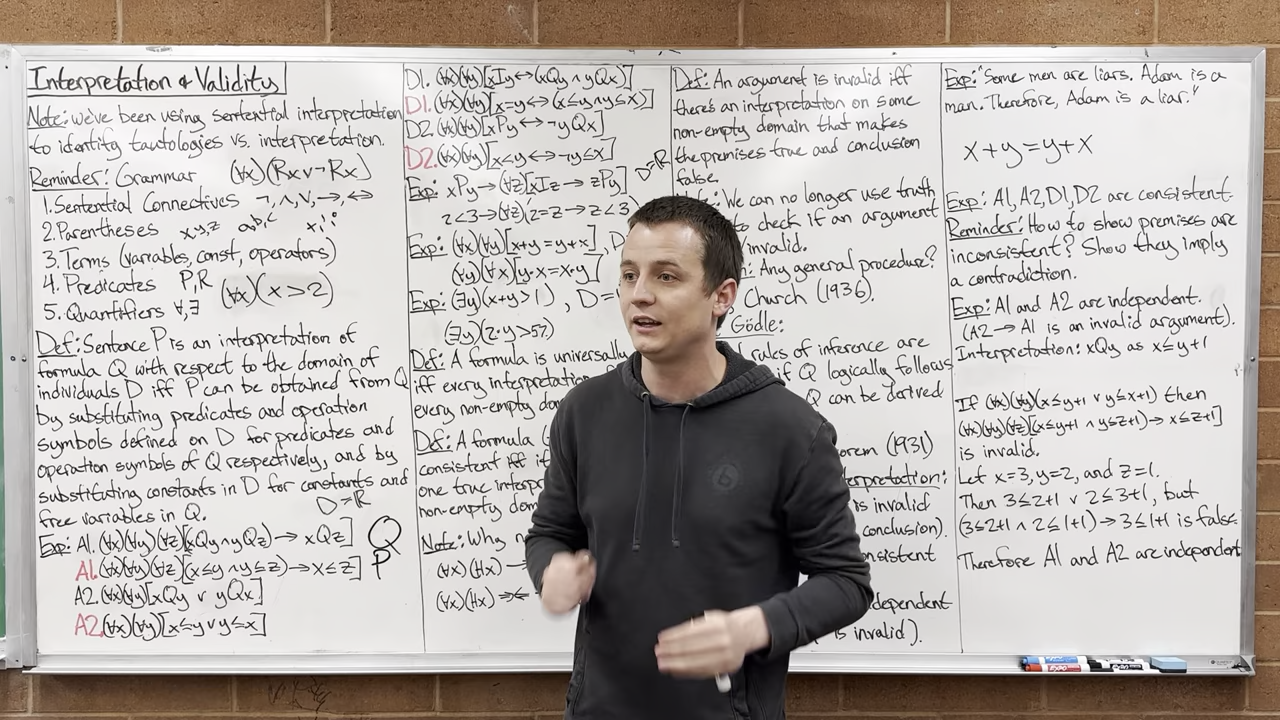 Interpretation & Validity
Note: we've been using sentential interpretation
to identify tautologies vs. interpretation.
Reminder: Grammar (∀x)(Rx∨¬Rx)
1. Sentential Connectives ¬,∧,∨,→,↔
2. Parentheses x,y,z a,b,c
3. Terms (variables, const, operators)
4. Predicates P,R
5. Quantifiers ∀,∃ (∀x)(x>2)
Def: Sentence P is an interpretation of
formula Q with respect to the domain of
individuals D iff P can be obtained from Q
by substituting predicates and operation
symbols defined on D for predicates and
operation symbols of Q respectively, and by
substituting constants in D for constants and
free variables in Q. D=ℝ
Exp: A1. (∀x)(∀y)(∀z)[xQy∧yQz)→xQz] Q
A1. (∀x)(∀y)(∀z)[(x≤y∧y≤z)→x≤z] P
A2. (∀x)(∀y)[xQy ∨ yQx]
A2. (∀x)(∀y)[x≤y∨y≤x]
D1. (∀x)(∀y)[xIy↔(xQy∧yQx)]
D1. (∀x)(∀y)[x=y↔(x≤y∧y≤x)]
D2. (∀x)(∀y)[xPy↔¬yQx]
D2. (∀x)(∀y)[x<y↔¬y≤x] D=ℝ
Exp: xPy→(∀z)[xIz→zPy]
2<3→(∀z)(2=z→z<3)
Exp: (∀x)(∀y)[x+y=y+x], D
(∀y)(∀x)[y·x=x·y]
Exp: (∃y)(x+y>1), D=
(∃y)(2·y>57)
Def: A formula is universally
iff every interpretation
every non-empty
Def: A formula
consistent iff
one true
non-empty
Note: Why
(∀x)(Hx)→
(∀x)(Hx)
Def: An argument is invalid iff
there's an interpretation on some
non-empty domain that makes
the premises true and conclusion
false.
We can no longer use truth
to check if an argument
invalid.
Any general procedure?
Church (1936).
Gödle:
rules of inference are
if Q logically follows
Q can be derived
(1931)
is invalid
conclusion).
is invalid).
Exp: "Some men are liars. Adam is a
man. Therefore, Adam is a liar."
x+y=y+x
Exp: A1, A2, D1, D2 are consistent.
Reminder: How to show premises are
inconsistent? Show they imply
a contradiction.
Exp: A1 and A2 are independent.
(A2→A1 is an invalid argument).
Interpretation: xQy as x≤y+1
If (∀x)(∀y)(x≤y+1 ∨ y≤x+1) then
(∀x)(∀y)(∀z)[(x≤y+1 ∧ y≤z+1)→x≤z+1]
is invalid.
Let x=3, y=2, and z=1.
Then 3≤2+1 ∨ 2≤3+1, but
(3≤2+1 ∧ 2≤1+1)→3≤1+1 is false.
Therefore A1 and A2 are independent